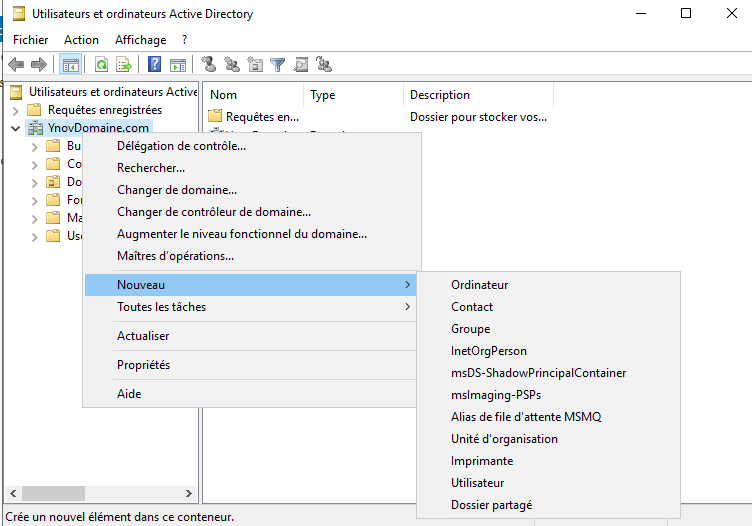 Utilisateurs et ordinateurs Active Directory
Fichier Action Affichage ?
Utilisateurs et ordinateurs Active
Requêtes enregistrées
YnovDomaine.com
Bu
Co
Do
For
Ma
Use
Nom Type Description
Requêtes en... Dossier pour stocker vos...
Délégation de contrôle...
Rechercher...
Changer de domaine...
Changer de contrôleur de domaine...
Augmenter le niveau fonctionnel du domaine...
Maîtres d'opérations...
Nouveau
Toutes les tâches
Actualiser
Propriétés
Aide
Ordinateur
Contact
Groupe
InetOrgPerson
msDS-ShadowPrincipalContainer
msImaging-PSPs
Alias de file d'attente MSMQ
Unité d'organisation
Imprimante
Utilisateur
Dossier partagé
Crée un nouvel élément dans ce conteneur.